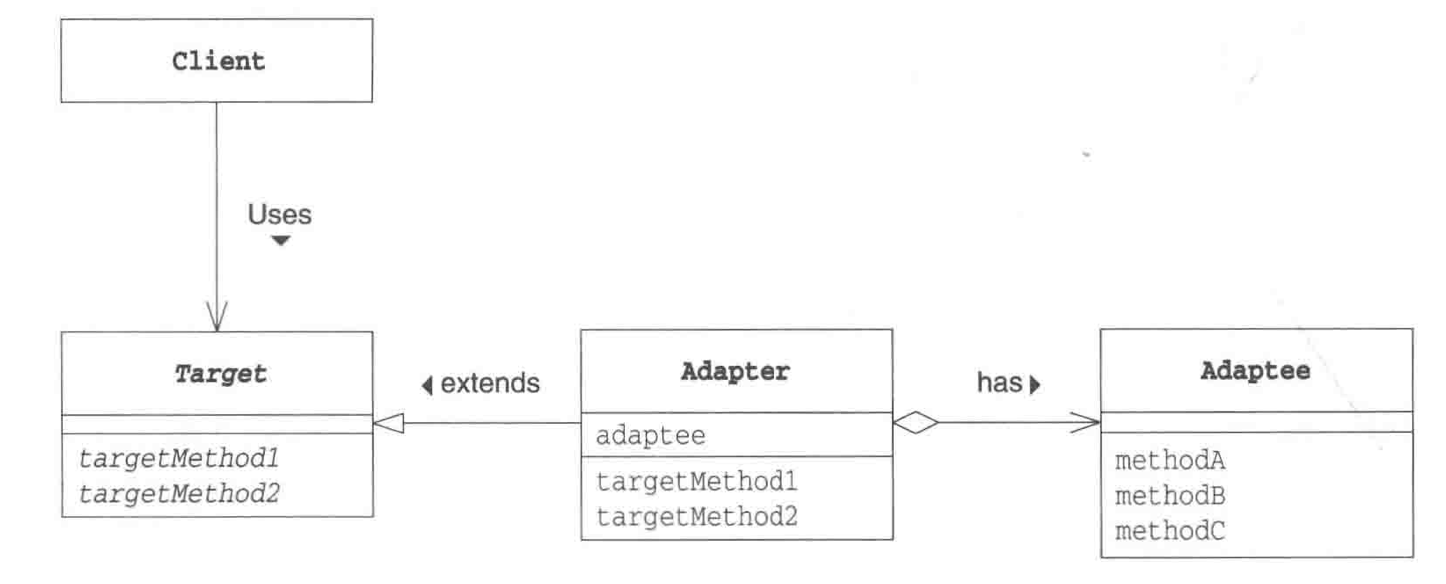 Client
Uses
Target
targetMethod1
targetMethod2
extends
Adapter
adaptee
targetMethod1
targetMethod2
has
Adaptee
methodA
methodB
methodC